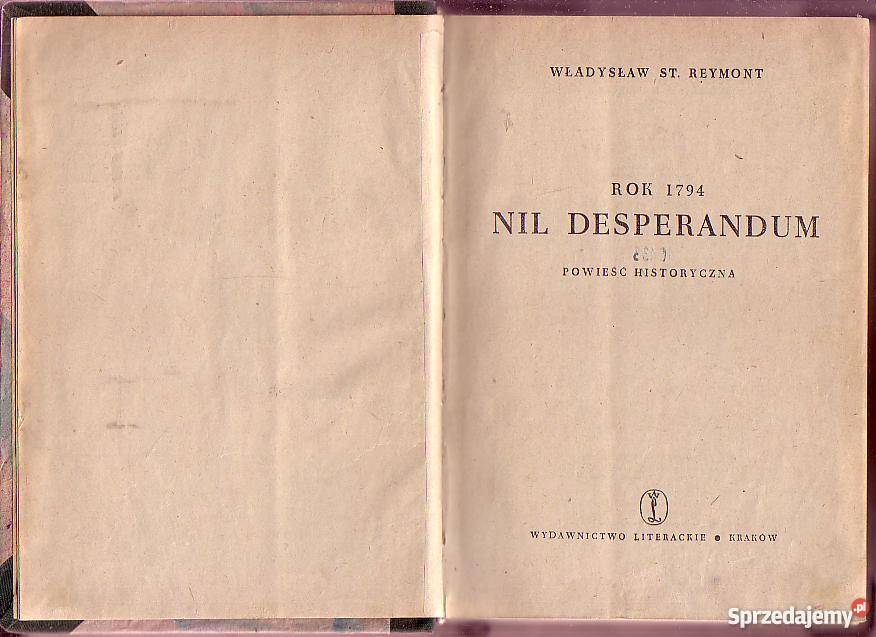 WŁADYSŁAW ST. REYMONT
ROK 1794
NIL DESPERANDUM
POWIEŚĆ HISTORYCZNA
WYDAWNICTWO LITERACKIE ● KRAKÓW
Sprzedajemy.pl